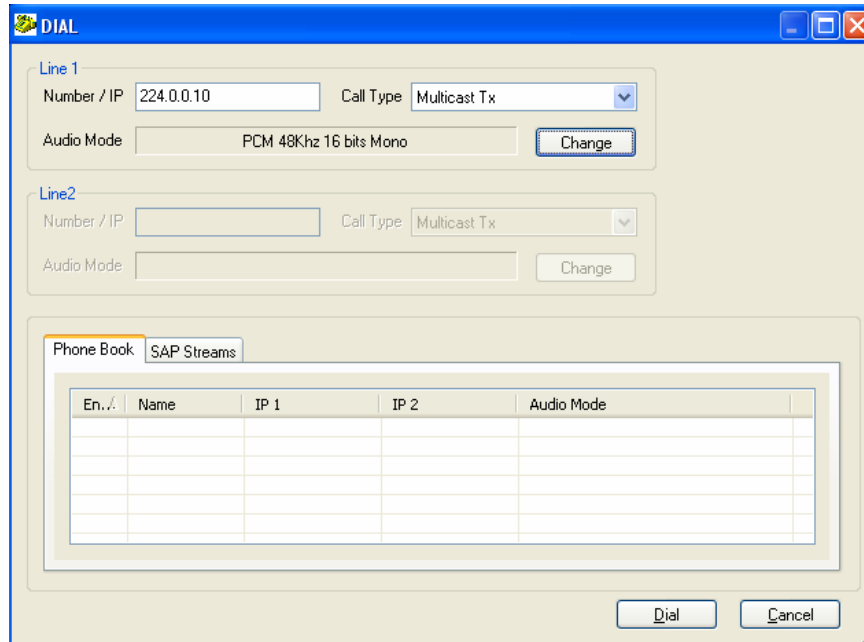 DIAL
Line 1
Number / IP 224.0.0.10 Call Type Multicast Tx
Audio Mode PCM 48Khz 16 bits Mono Change
Line2
Number / IP Call Type Multicast Tx
Audio Mode Change
Phone Book SAP Streams
En... Name IP 1 IP 2 Audio Mode
Dial Cancel